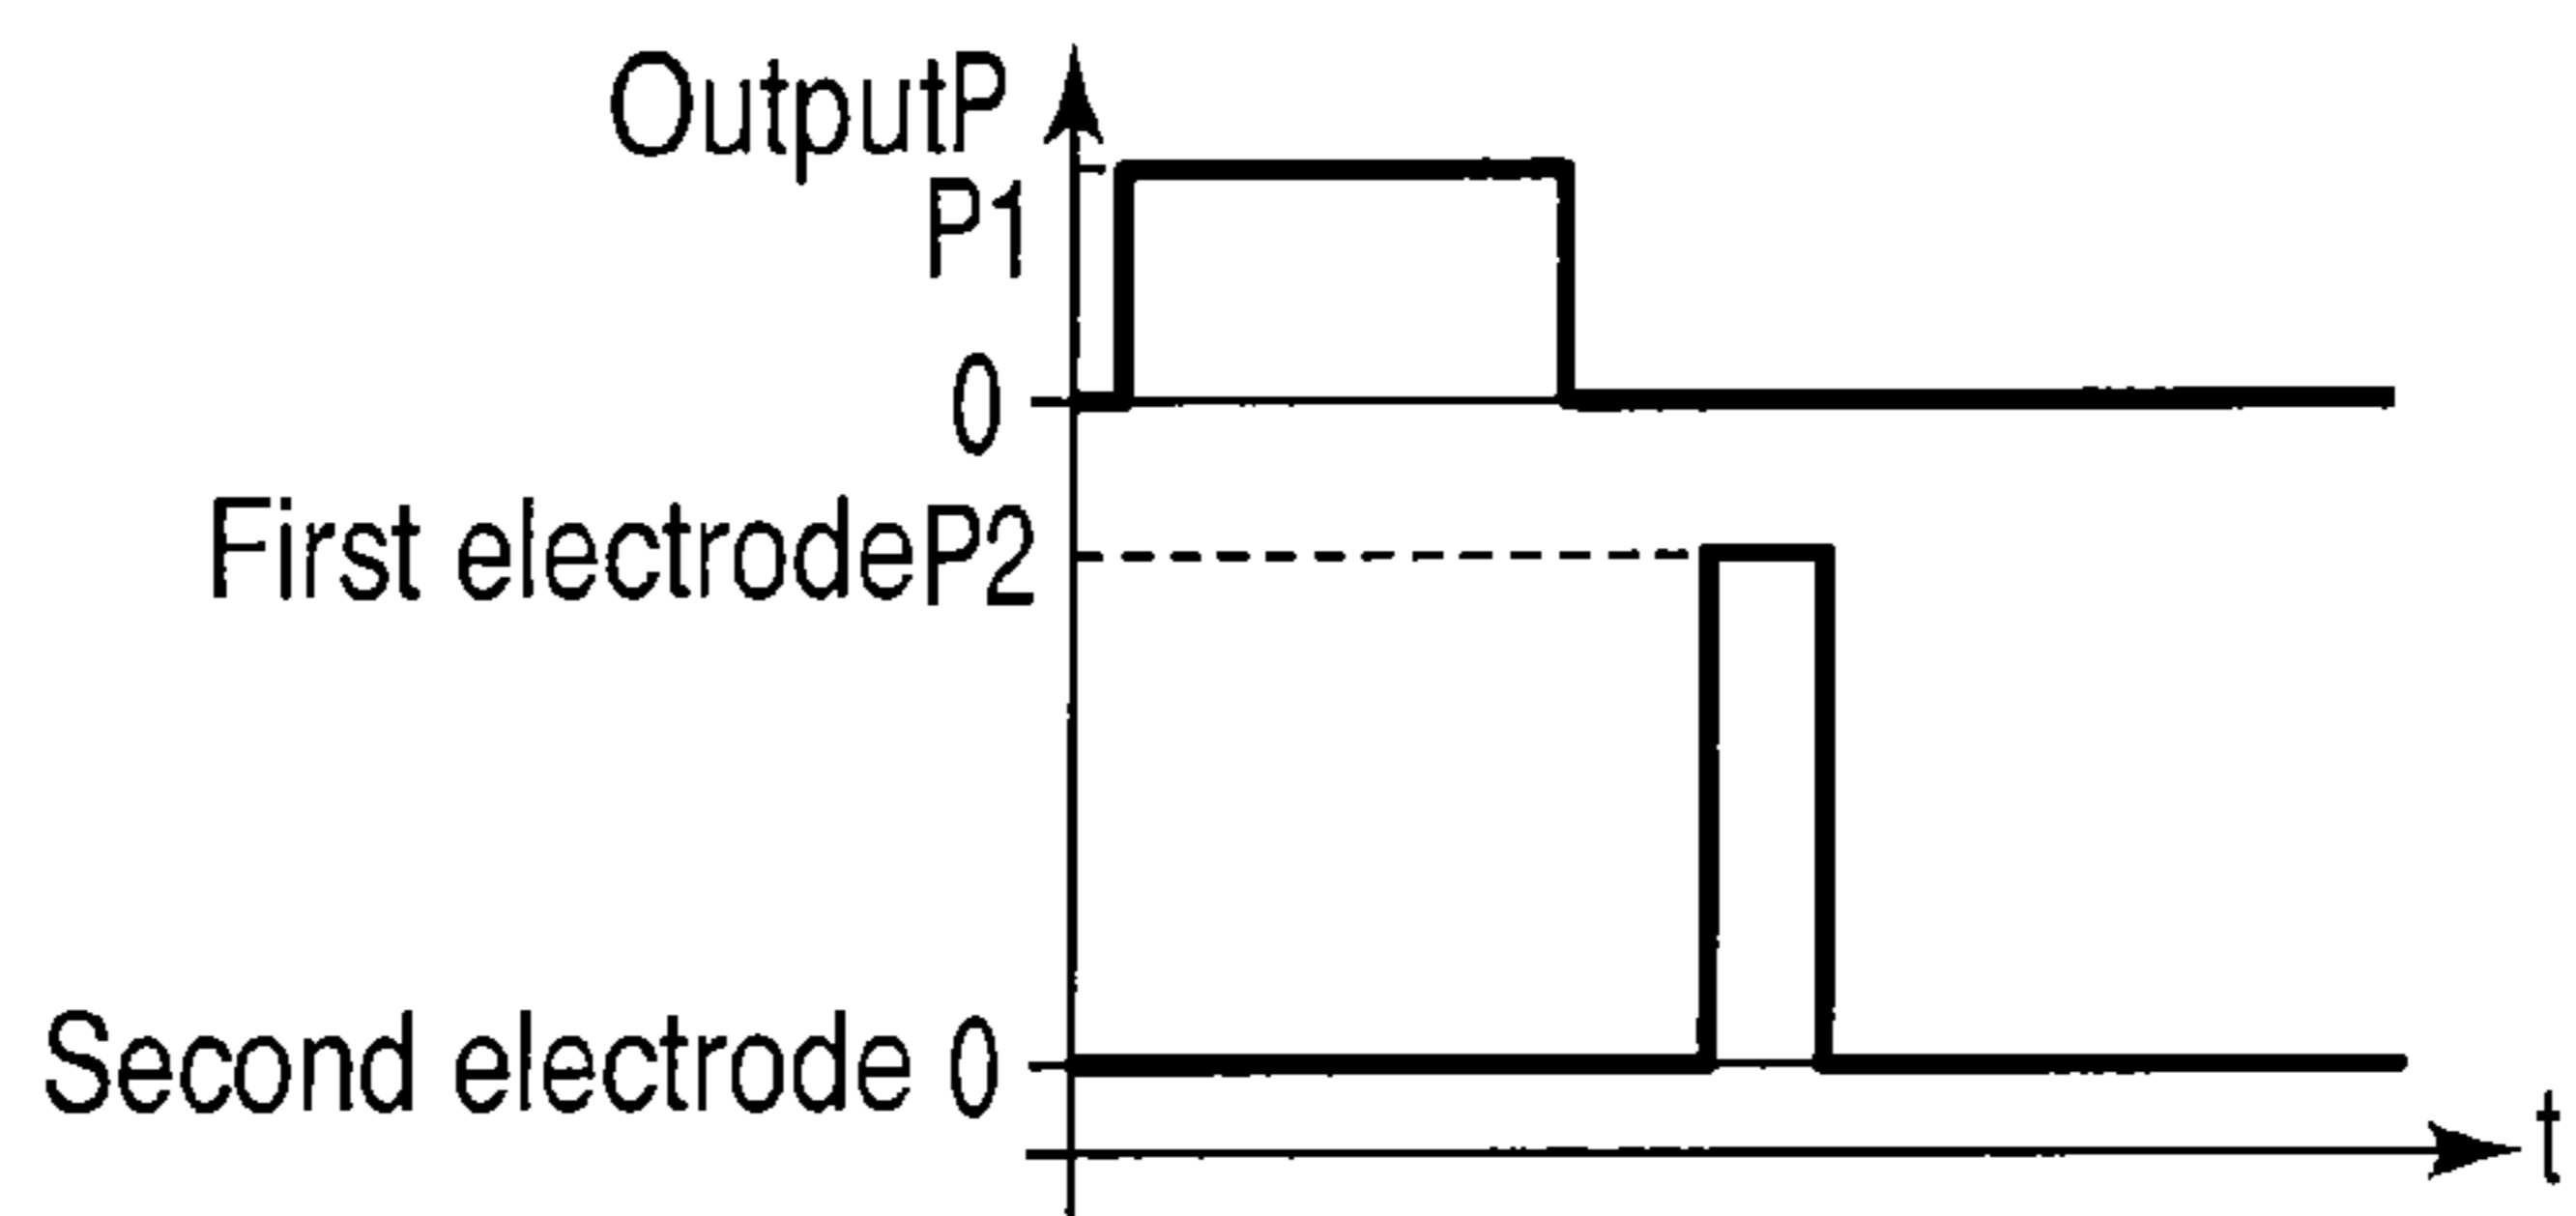 OutputP
P1
0
First electrodeP2
Second electrode 0
t